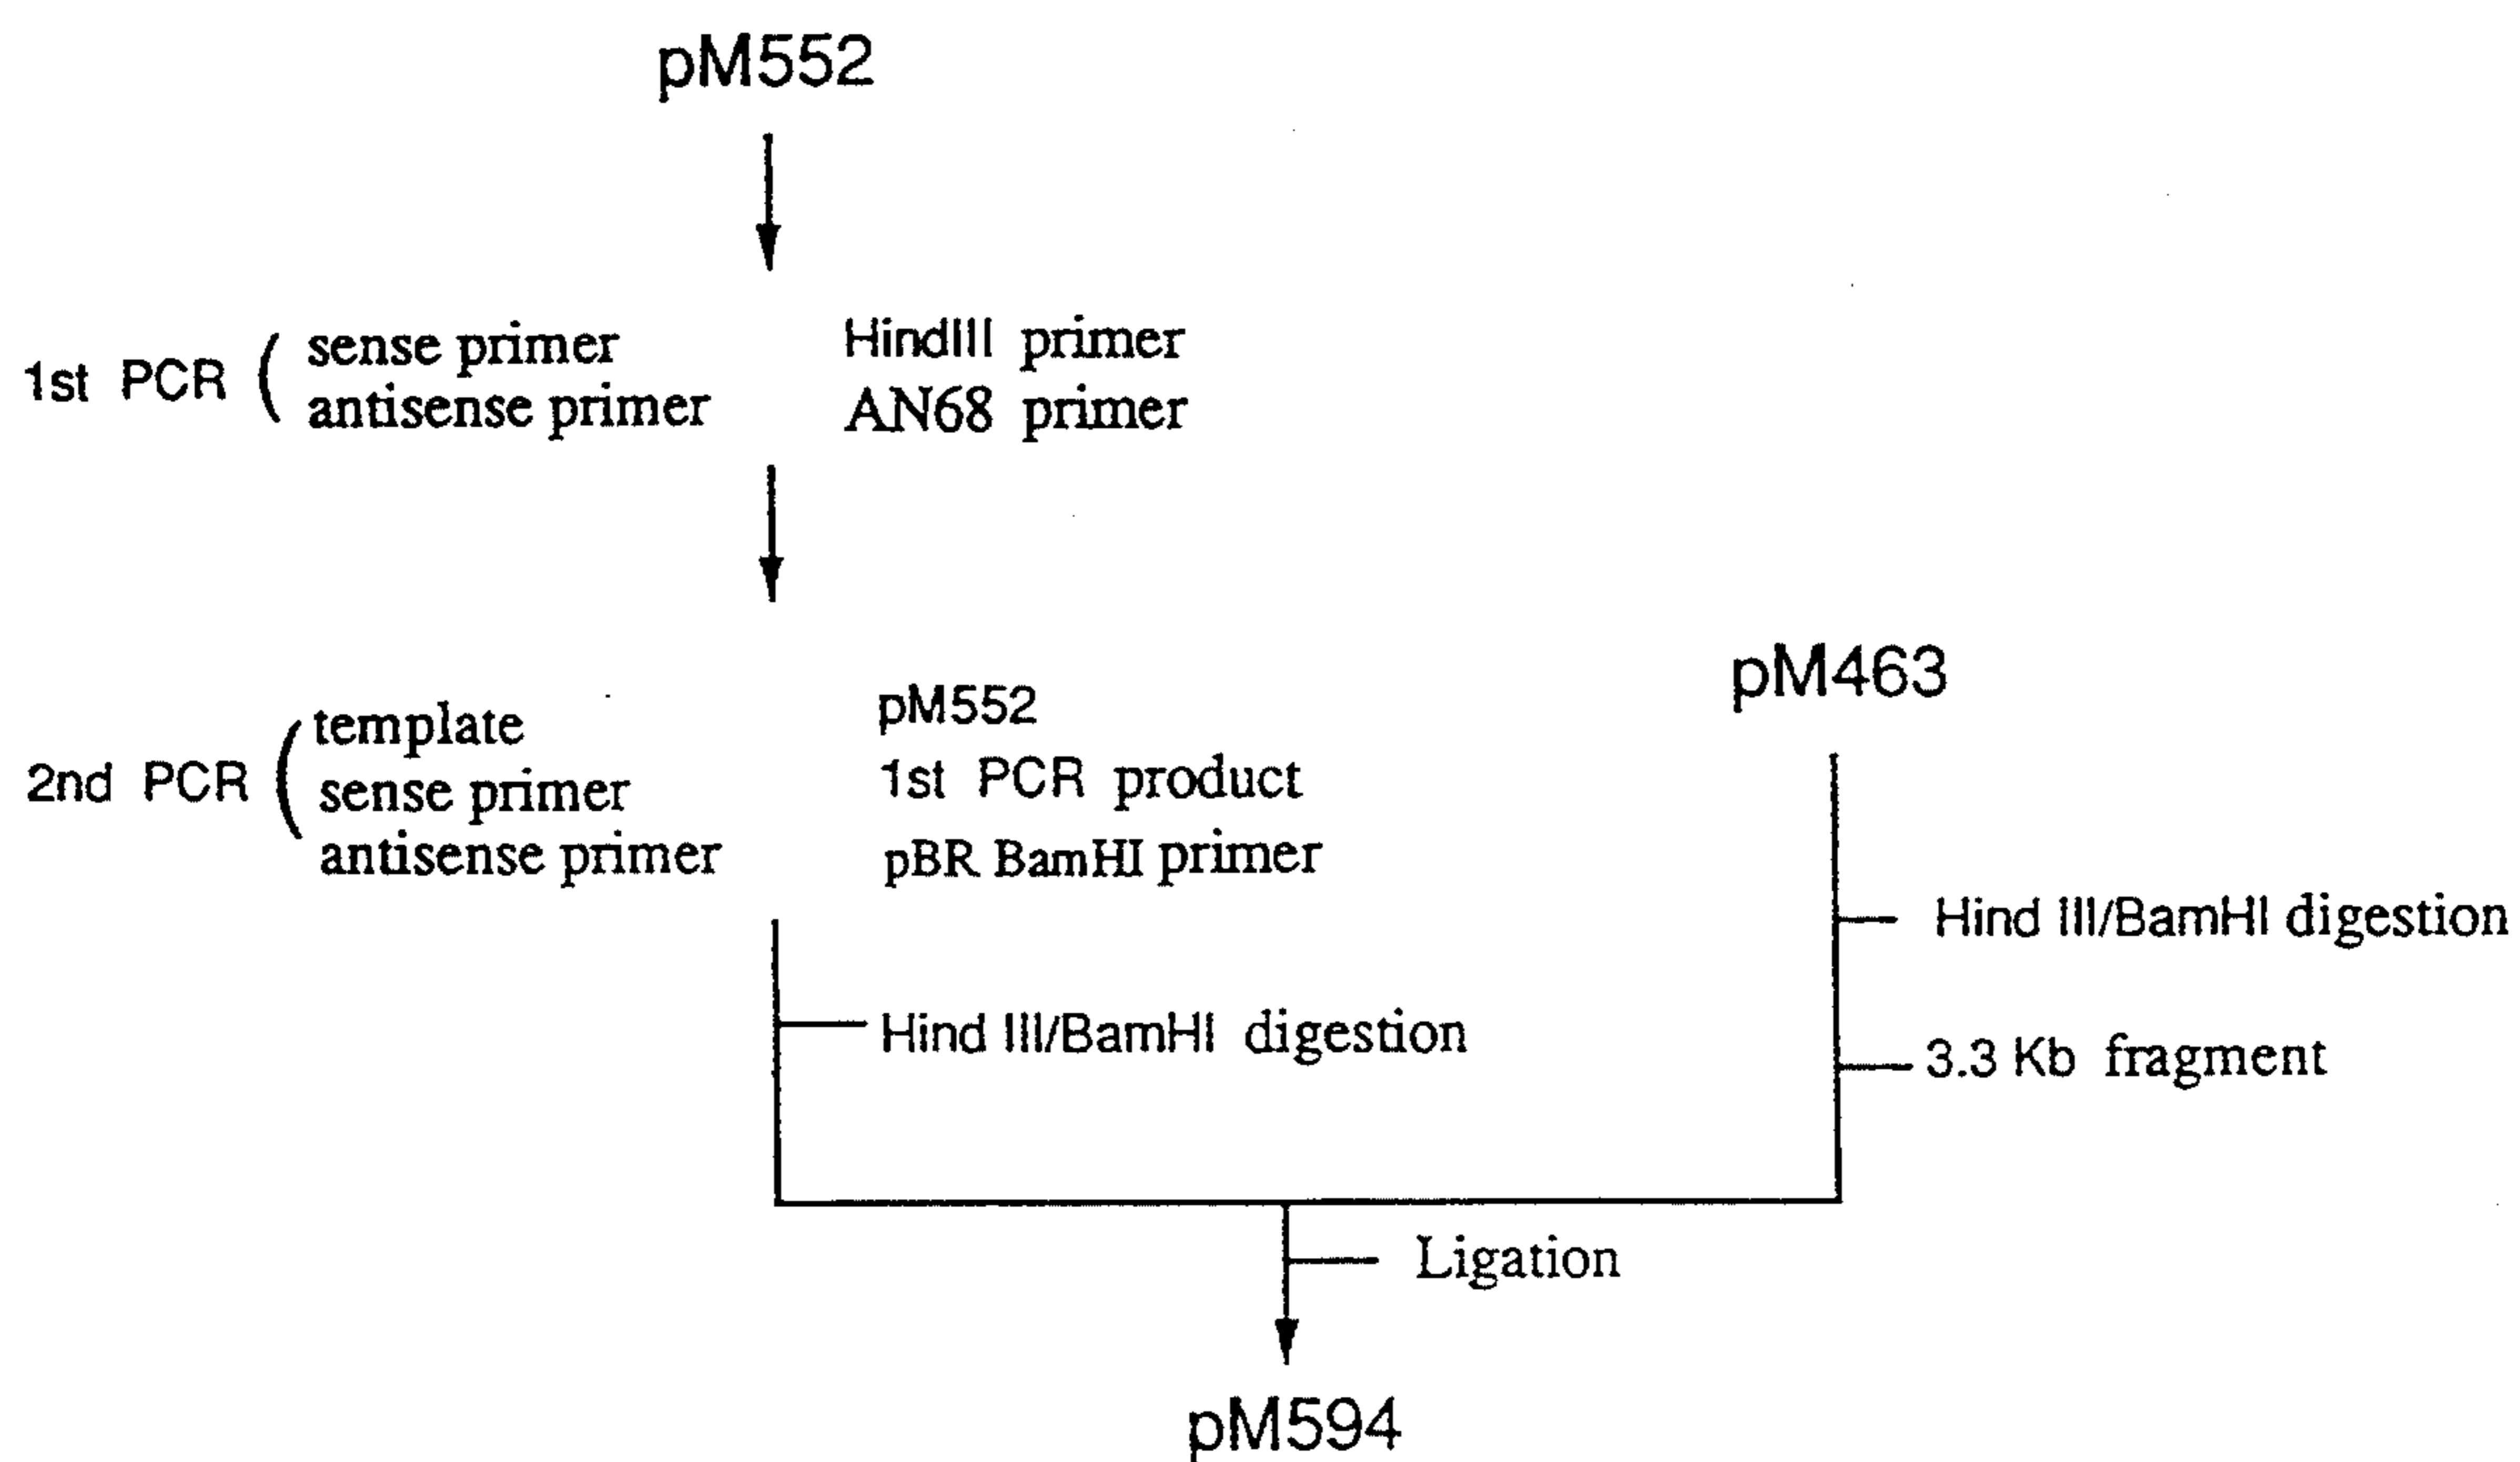 pM552
1st PCR ( sense primer HindIII primer
antisense primer AN68 primer
pM463
2nd PCR ( template pM552
sense primer 1st PCR product
antisense primer pBR BamHI primer
Hind III/BamHI digestion
Hind III/BamHI digestion
3.3 Kb fragment
Ligation
pM594